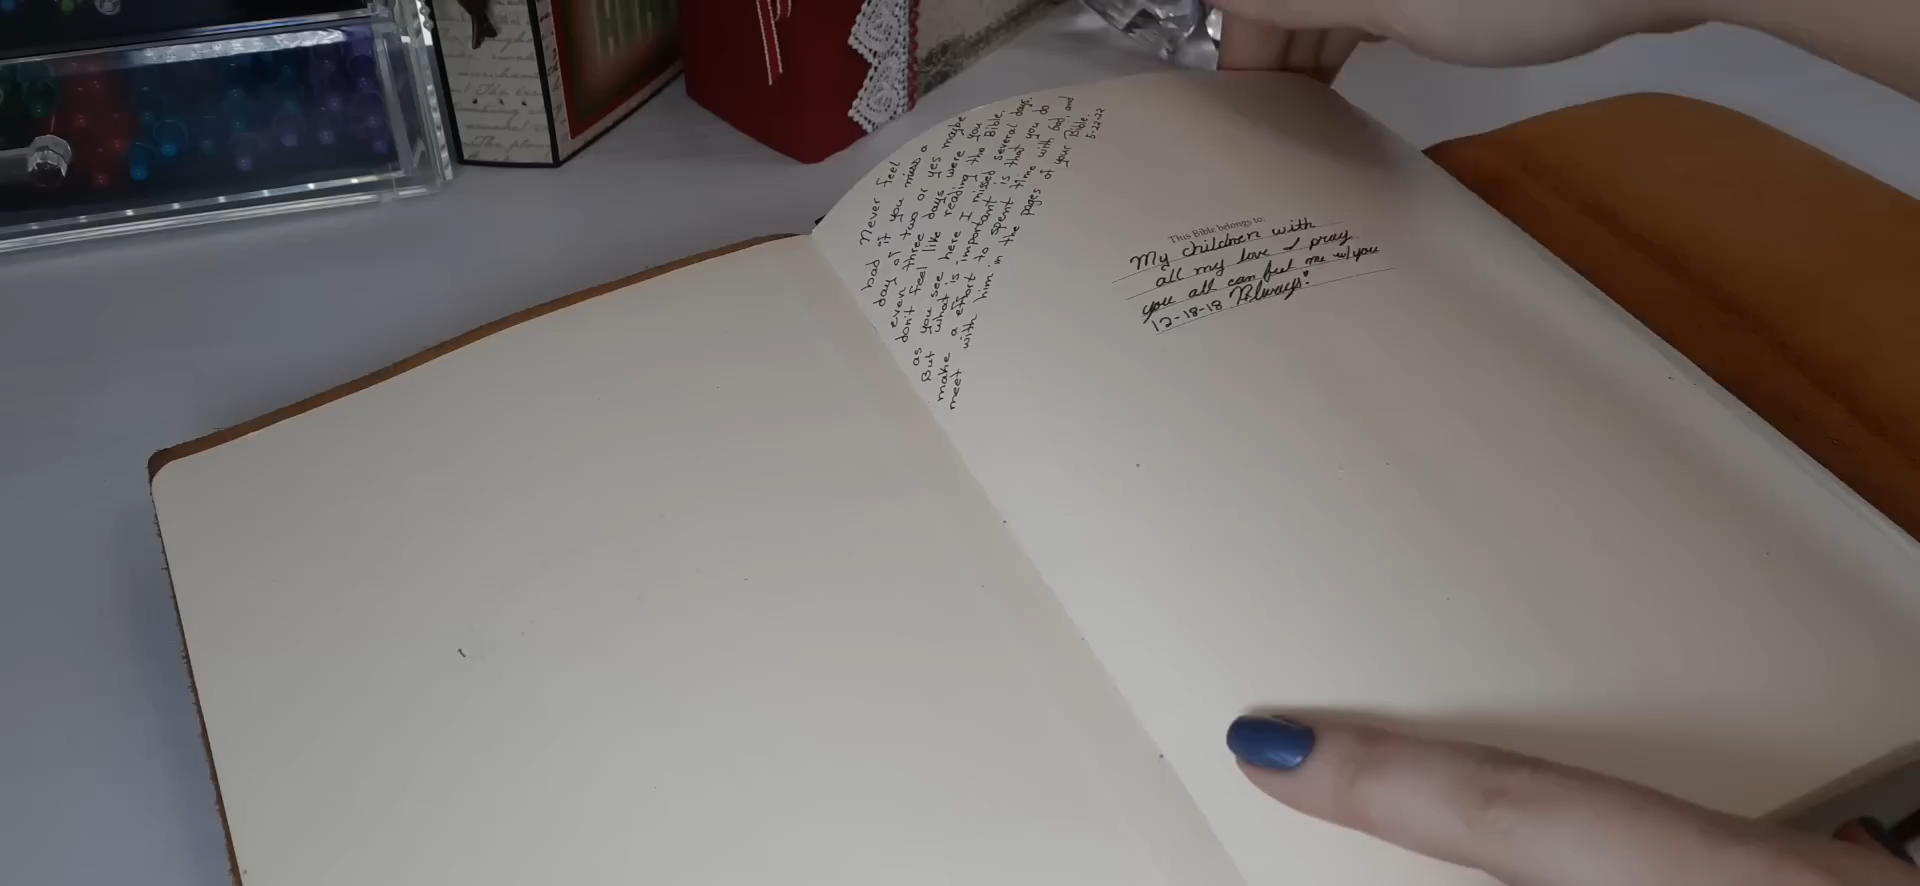 Never feel
bad if you miss a
day or two or yes maybe
even three days were you
don't feel like reading the Bible,
as you see here I missed several days.
But what is important is that you do
make a effort to spent time with God, and
meet with him in the pages of your Bible.
5-22-22
This Bible belongs to:
My children with
all my love I pray
you all can feel me w/you
12-18-18 Always!